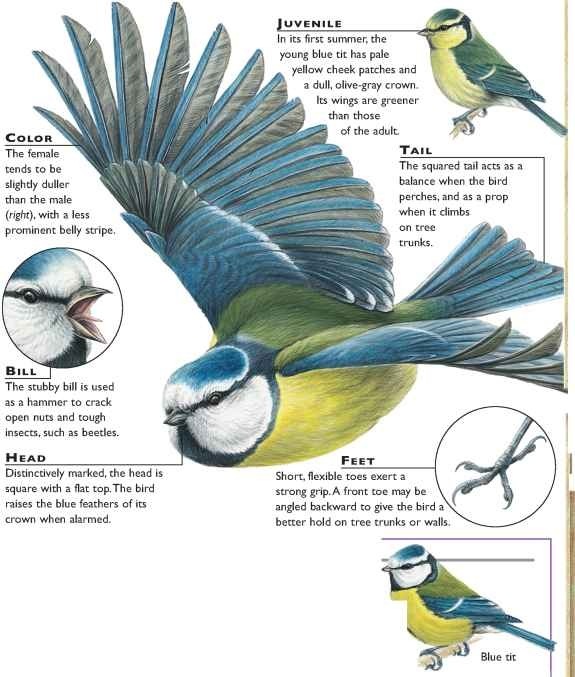 JUVENILE
In its first summer, the
young blue tit has pale
yellow cheek patches and
a dull, olive-gray crown.
Its wings are greener
than those
of the adult.
COLOR
The female
tends to be
slightly duller
than the male
(right), with a less
prominent belly stripe.
TAIL
The squared tail acts as a
balance when the bird
perches, and as a prop
when it climbs
on tree
trunks.
BILL
The stubby bill is used
as a hammer to crack
open nuts and tough
insects, such as beetles.
HEAD
Distinctively marked, the head is
square with a flat top. The bird
raises the blue feathers of its
crown when alarmed.
FEET
Short, flexible toes exert a
strong grip. A front toe may be
angled backward to give the bird a
better hold on tree trunks or walls.
Blue tit